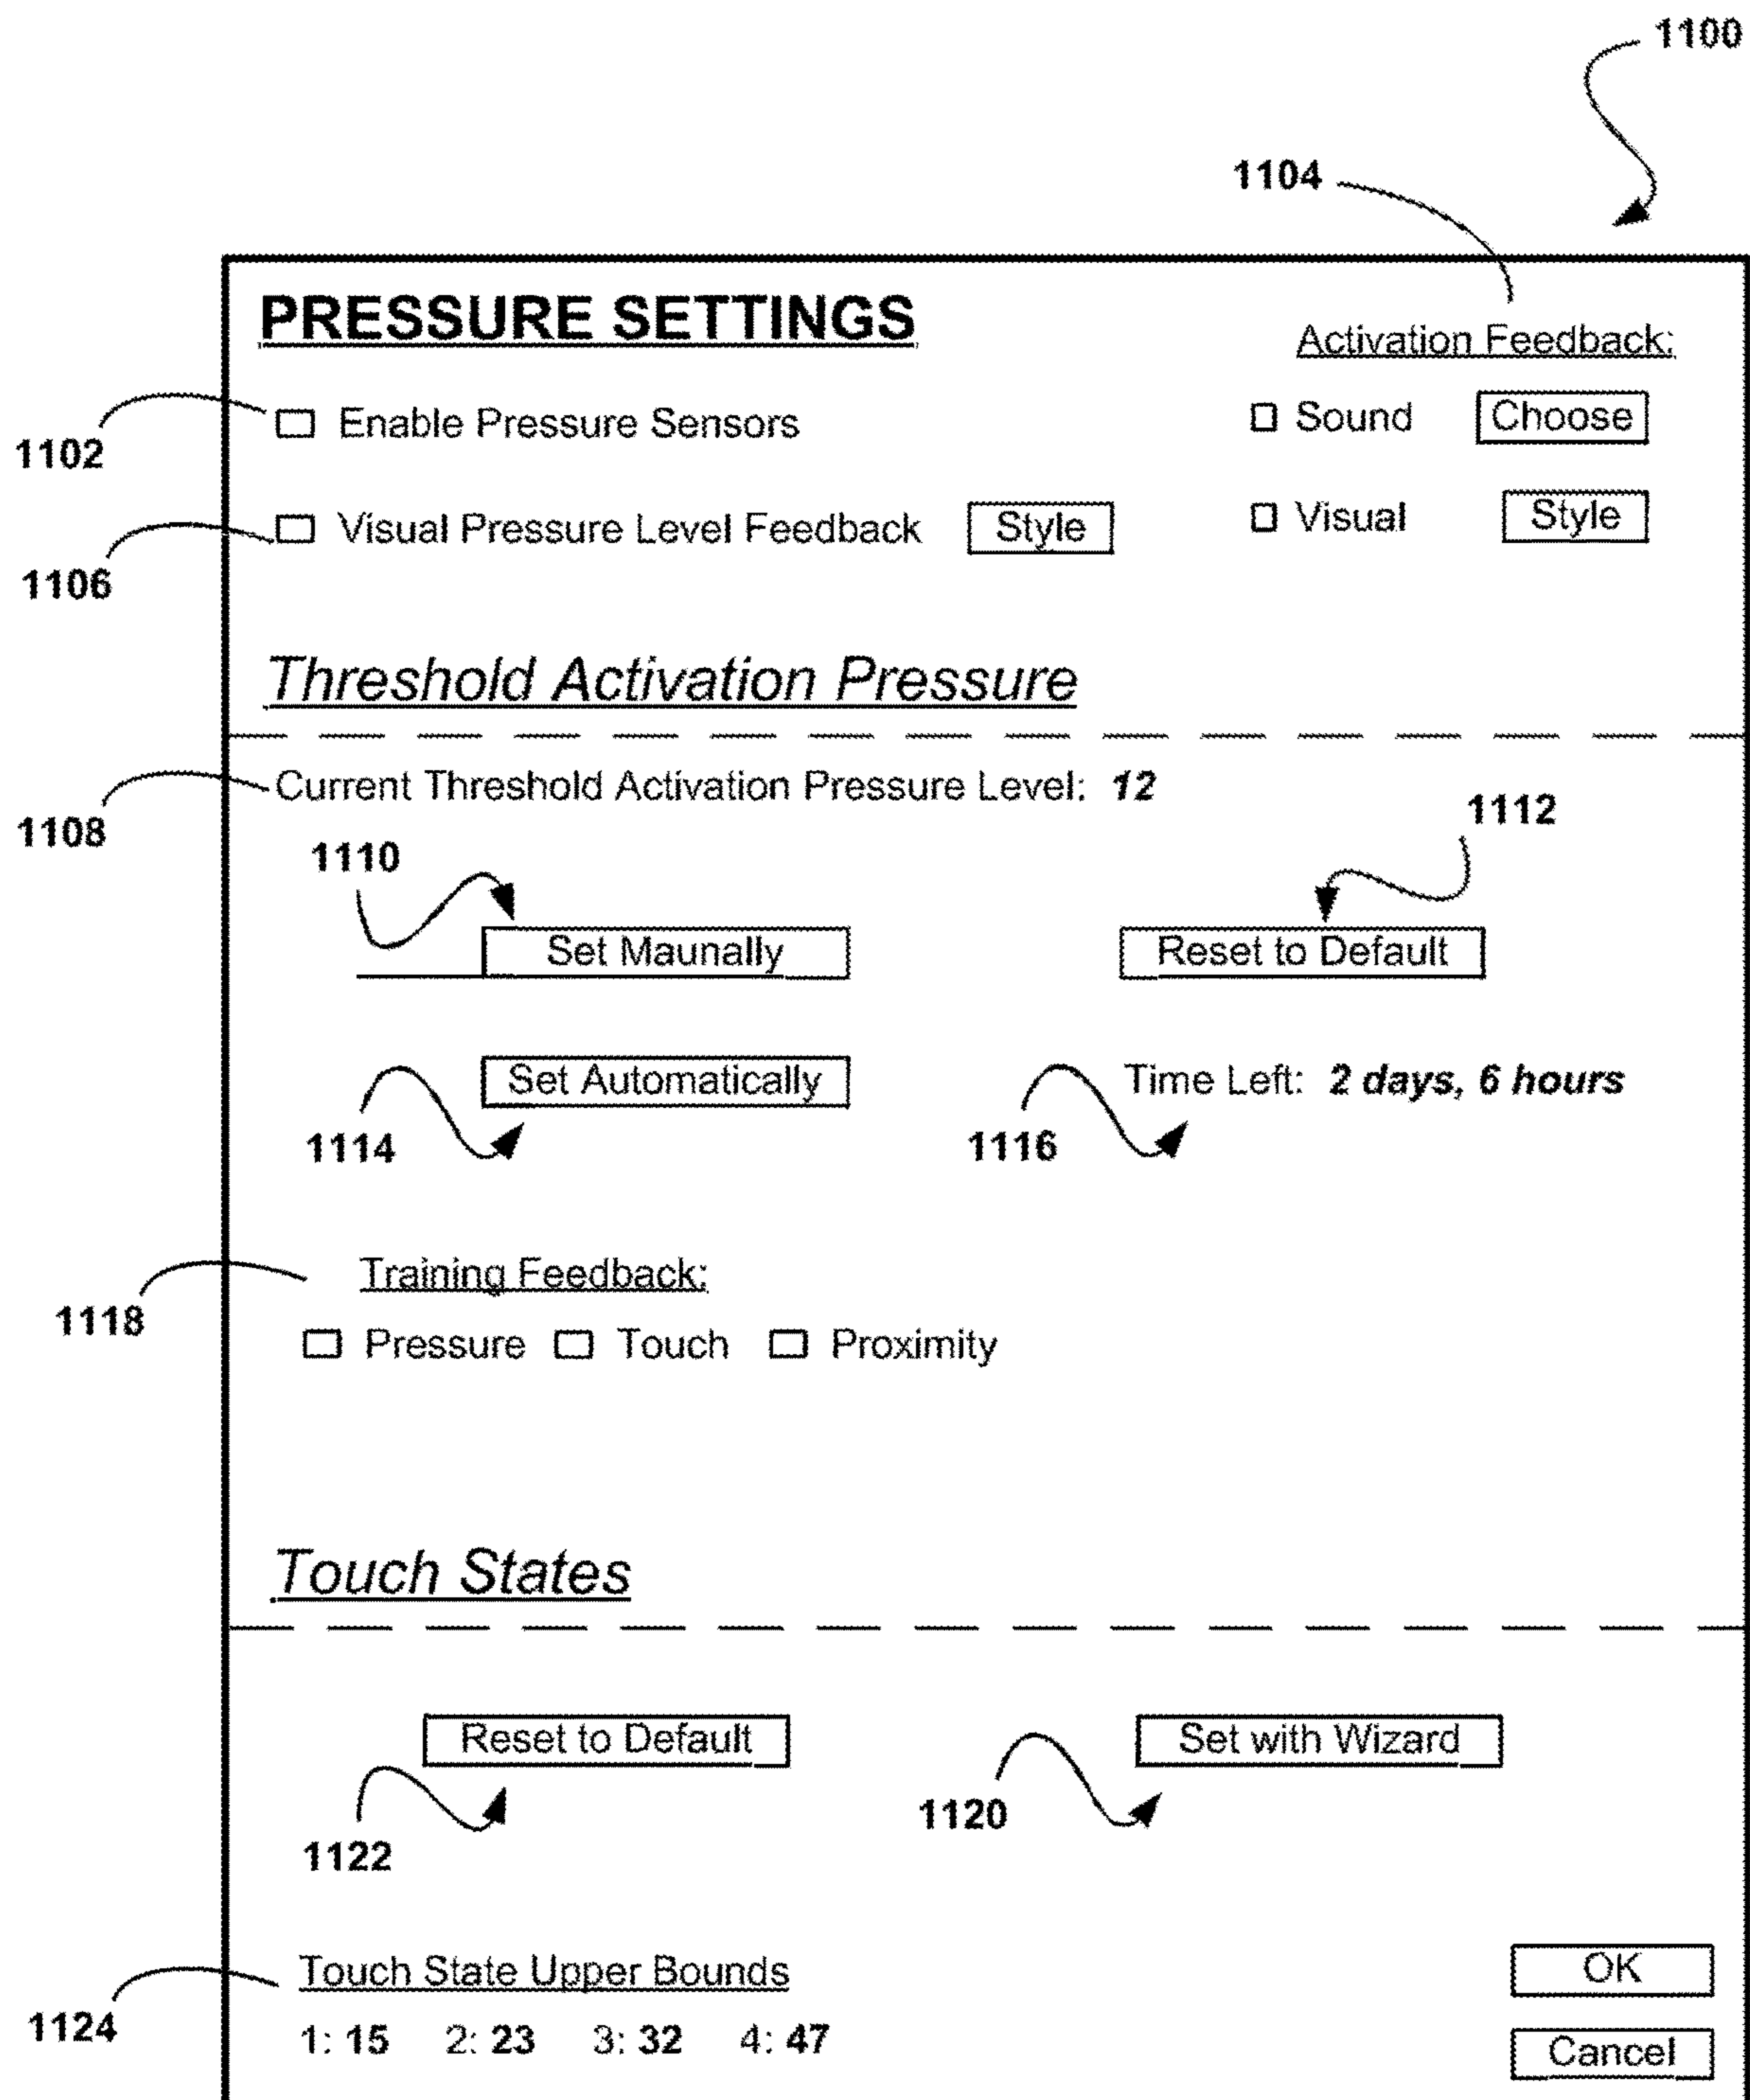 1100
1104
PRESSURE SETTINGS
Activation Feedback:
1102
Enable Pressure Sensors
Sound
Choose
1106
Visual Pressure Level Feedback
Style
Visual
Style
Threshold Activation Pressure
1108
Current Threshold Activation Pressure Level: 12
1110
1112
Set Maunally
Reset to Default
Set Automatically
Time Left: 2 days, 6 hours
1114
1116
1118
Training Feedback:
Pressure
Touch
Proximity
Touch States
Reset to Default
Set with Wizard
1122
1120
1124
Touch State Upper Bounds
OK
1: 15 2: 23 3: 32 4: 47
Cancel